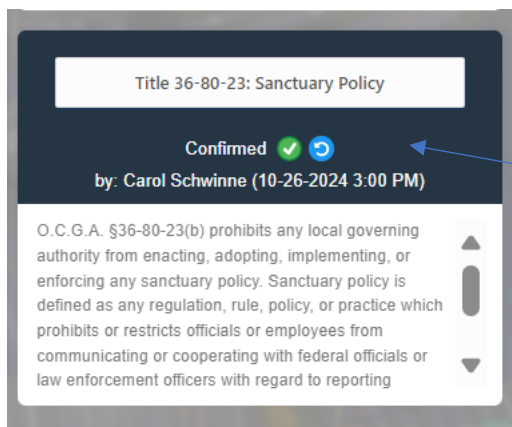 Title 36-80-23: Sanctuary Policy
Confirmed
by: Carol Schwinne (10-26-2024 3:00 PM)
O.C.G.A. §36-80-23(b) prohibits any local governing
authority from enacting, adopting, implementing, or
enforcing any sanctuary policy. Sanctuary policy is
defined as any regulation, rule, policy, or practice which
prohibits or restricts officials or employees from
communicating or cooperating with federal officials or
law enforcement officers with regard to reporting